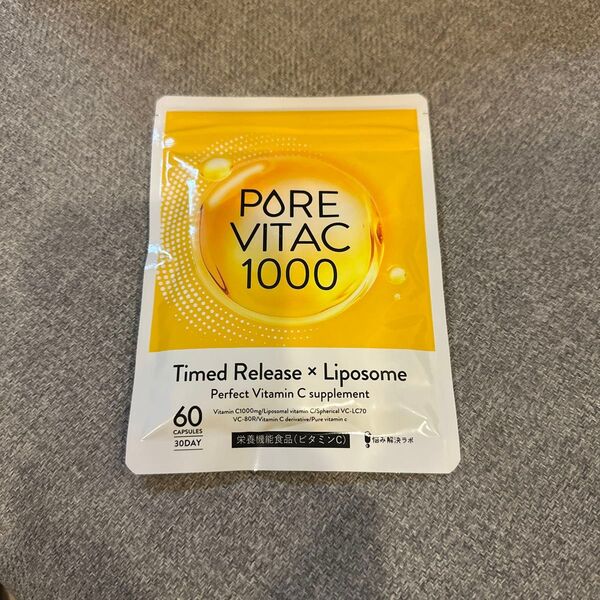 PORE
VITAC
1000
Timed Release × Liposome
Perfect Vitamin C supplement
Vitamin C1000mg/Liposomal vitamin C/Spherical VC-LC70
VC-80R/Vitamin C derivative/Pure vitamin c
60
CAPSULES
30DAY
栄養機能食品(ビタミンC)
悩み解決ラボ